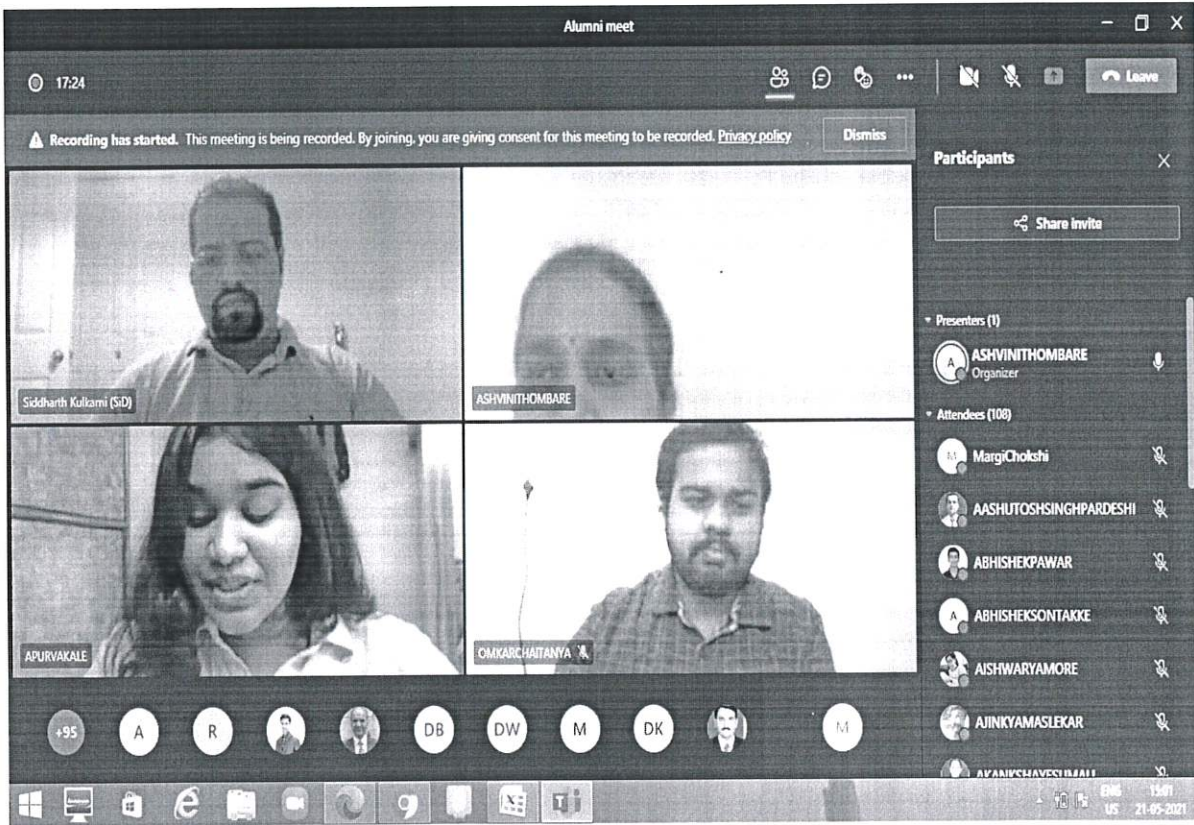 Alumni meet
17:24
Leave
Recording has started. This meeting is being recorded. By joining, you are giving consent for this meeting to be recorded. Privacy policy
Dismiss
Participants
Share invite
Presenters (1)
A
ASHVINITHOMBARE
Organizer
Attendees (108)
M
MargiChokshi
AASHUTOSHSINGHPARDESHI
ABHISHEKPAWAR
A
ABHISHEKSONTAKKE
AISHWARYAMORE
AJINKYAMASLEKAR
Siddharth Kulkarni (SiD)
ASHVINITHOMBARE
APURVAKALE
OMKARCHAITANYA
+95
A
R
DB
DW
M
DK
M
ENG
US
15:01
21-05-2021